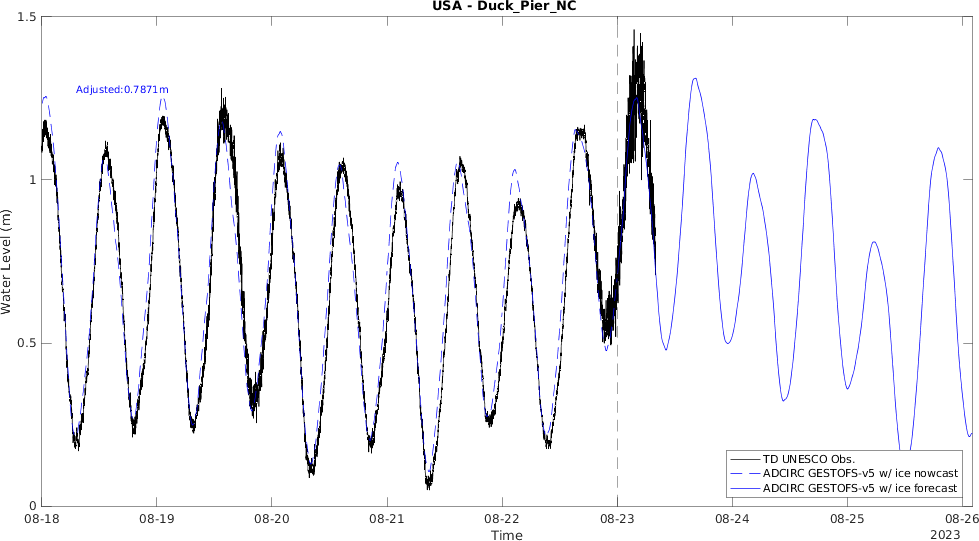 USA - Duck_Pier_NC
1.5
Adjusted:0.7871m
1
Water Level (m)
0.5
TD UNESCO Obs.
ADCIRC GESTOFS-v5 w/ ice nowcast
ADCIRC GESTOFS-v5 w/ ice forecast
0
08-18 08-19 08-20 08-21 08-22 08-23 08-24 08-25 08-26
Time
2023